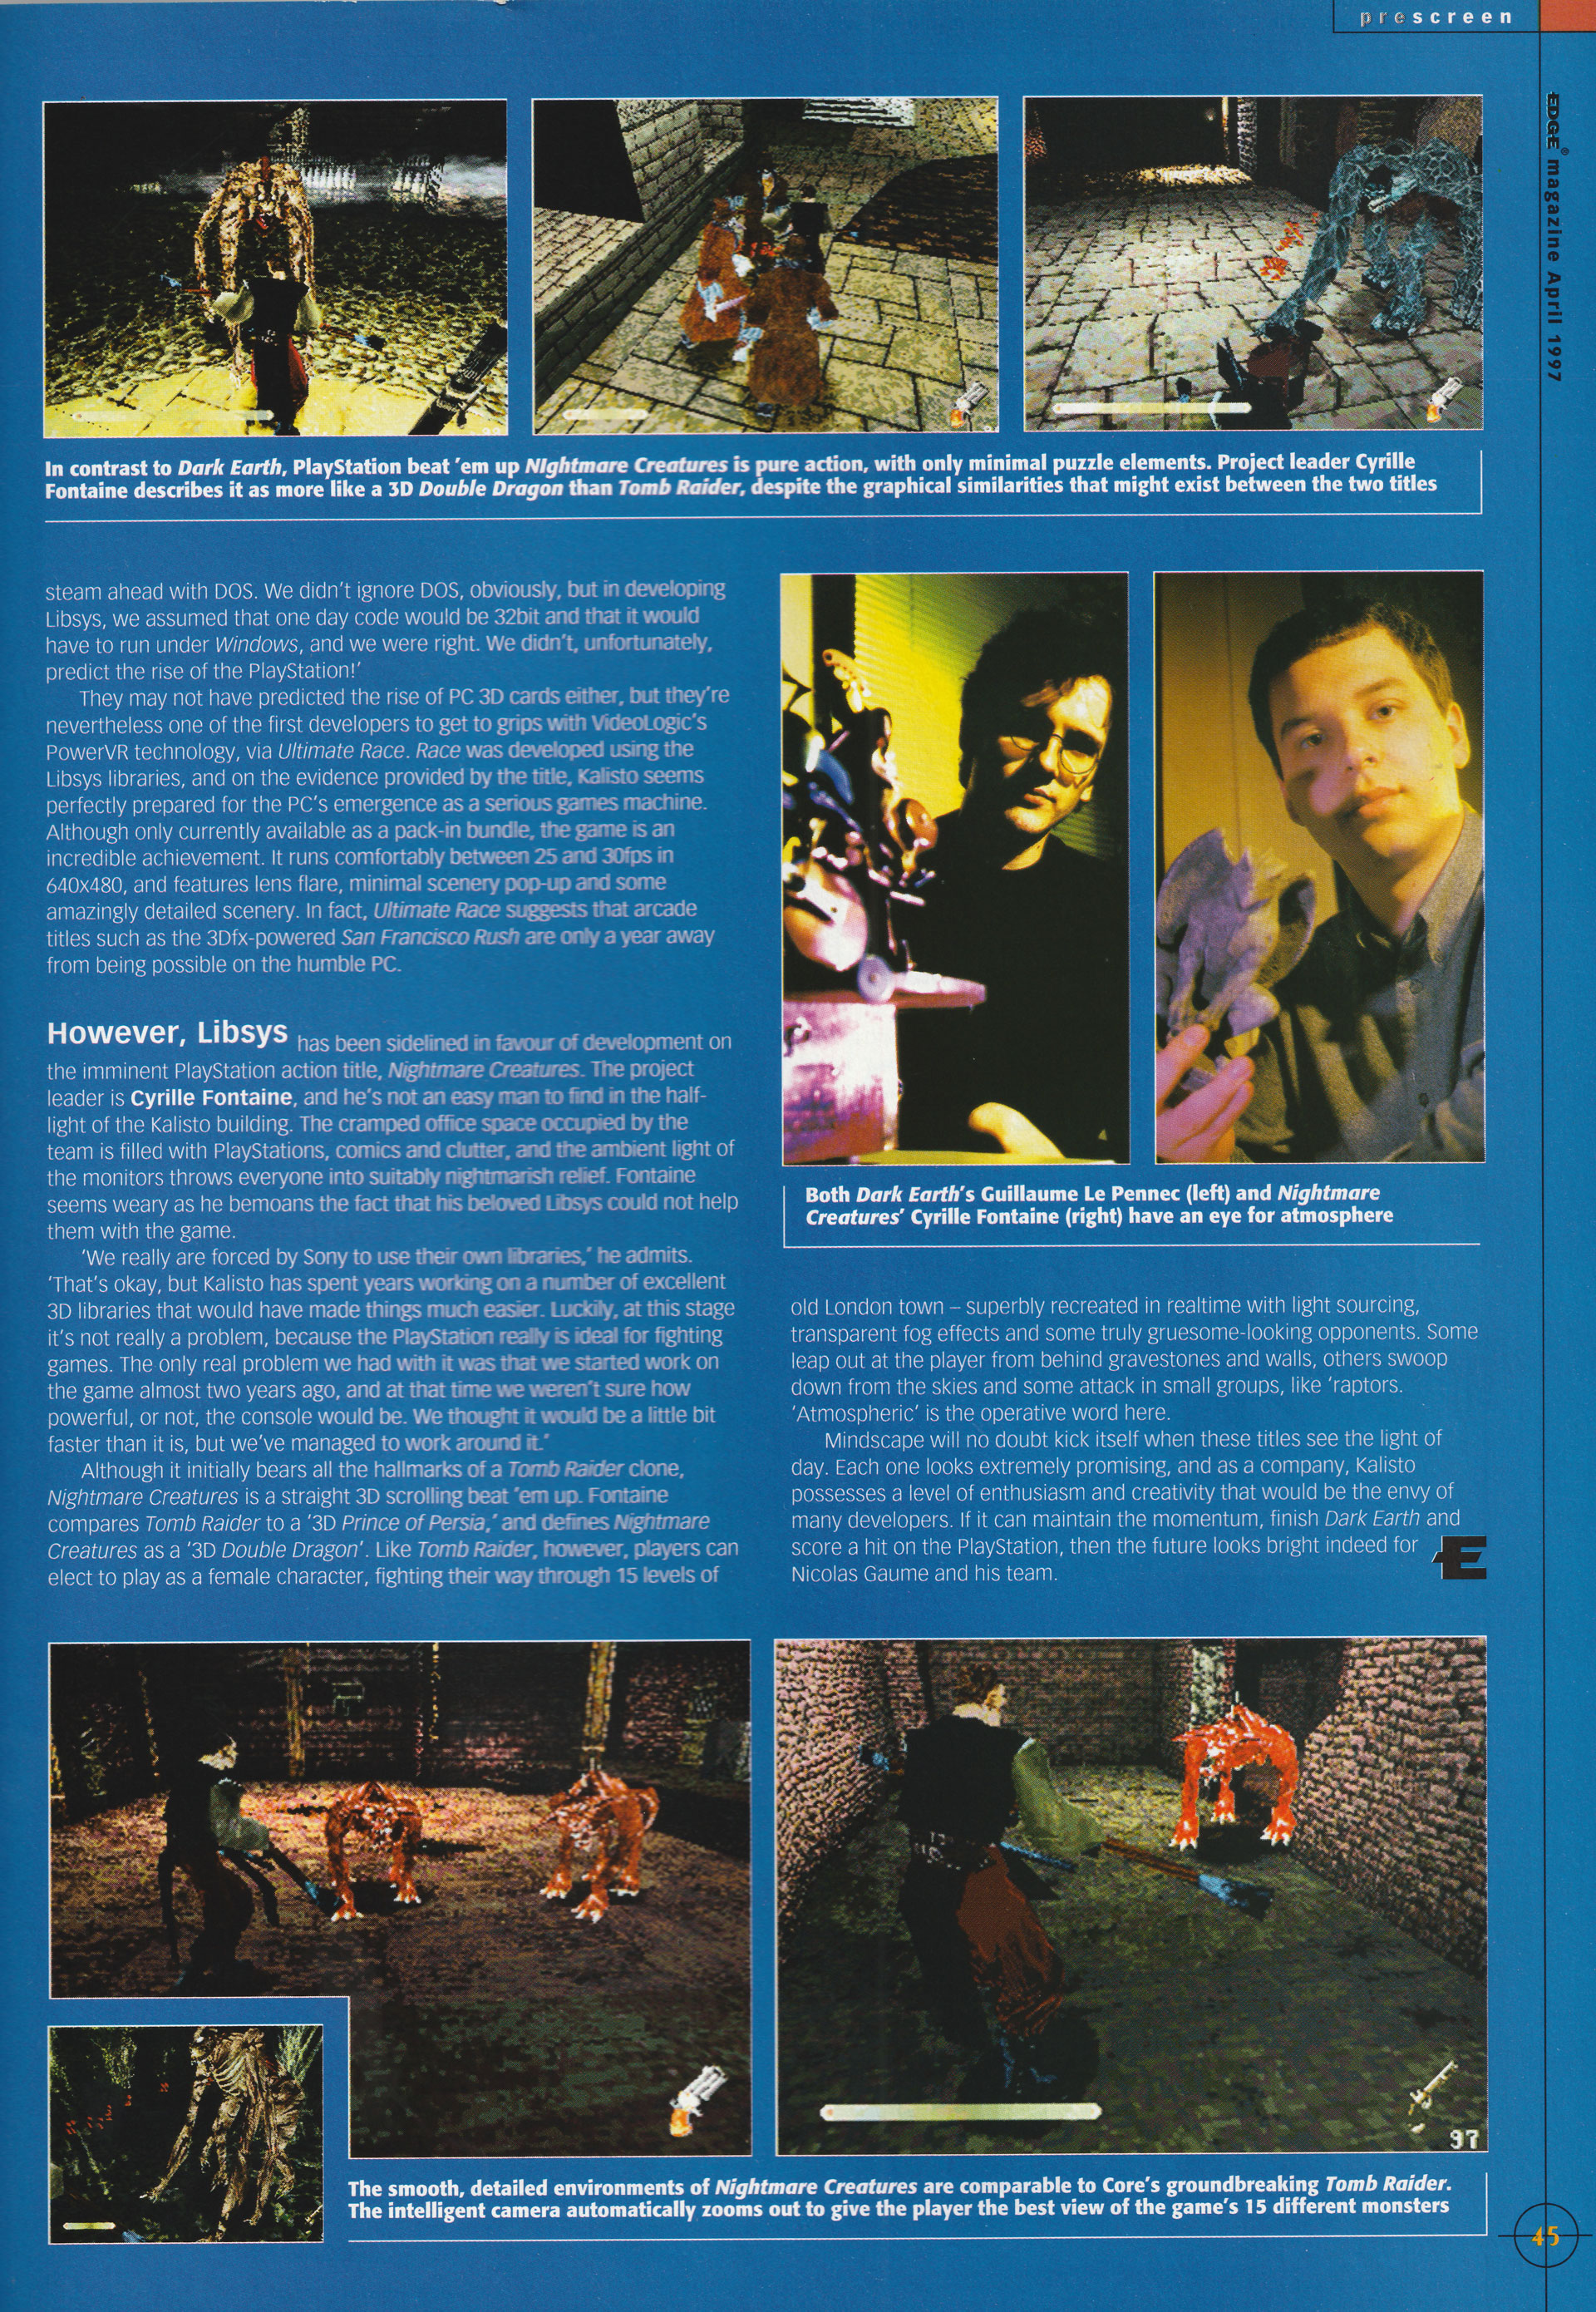 prescreen
EDGE® magazine April 1997
In contrast to Dark Earth, PlayStation beat 'em up NIghtmare Creatures is pure action, with only minimal puzzle elements. Project leader Cyrille
Fontaine describes it as more like a 3D Double Dragon than Tomb Raider, despite the graphical similarities that might exist between the two titles
steam ahead with DOS. We didn't ignore DOS, obviously, but in developing
Libsys, we assumed that one day code would be 32bit and that it would
have to run under Windows, and we were right. We didn't, unfortunately,
predict the rise of the PlayStation!'
They may not have predicted the rise of PC 3D cards either, but they're
nevertheless one of the first developers to get to grips with VideoLogic's
PowerVR technology, via Ultimate Race. Race was developed using the
Libsys libraries, and on the evidence provided by the title, Kalisto seems
perfectly prepared for the PC's emergence as a serious games machine.
Although only currently available as a pack-in bundle, the game is an
incredible achievement. It runs comfortably between 25 and 30fps in
640x480, and features lens flare, minimal scenery pop-up and some
amazingly detailed scenery. In fact, Ultimate Race suggests that arcade
titles such as the 3Dfx-powered San Francisco Rush are only a year away
from being possible on the humble PC.
However, Libsys has been sidelined in favour of development on
the imminent PlayStation action title, Nightmare Creatures. The project
leader is Cyrille Fontaine, and he's not an easy man to find in the half-
light of the Kalisto building. The cramped office space occupied by the
team is filled with PlayStations, comics and clutter, and the ambient light of
the monitors throws everyone into suitably nightmarish relief. Fontaine
seems weary as he bemoans the fact that his beloved Libsys could not help
them with the game.
'We really are forced by Sony to use their own libraries,' he admits.
'That's okay, but Kalisto has spent years working on a number of excellent
3D libraries that would have made things much easier. Luckily, at this stage
it's not really a problem, because the PlayStation really is ideal for fighting
games. The only real problem we had with it was that we started work on
the game almost two years ago, and at that time we weren't sure how
powerful, or not, the console would be. We thought it would be a little bit
faster than it is, but we've managed to work around it.'
Although it initially bears all the hallmarks of a Tomb Raider clone,
Nightmare Creatures is a straight 3D scrolling beat 'em up. Fontaine
compares Tomb Raider to a '3D Prince of Persia,' and defines Nightmare
Creatures as a '3D Double Dragon'. Like Tomb Raider, however, players can
elect to play as a female character, fighting their way through 15 levels of
Both Dark Earth's Guillaume Le Pennec (left) and Nightmare
Creatures' Cyrille Fontaine (right) have an eye for atmosphere
old London town – superbly recreated in realtime with light sourcing,
transparent fog effects and some truly gruesome-looking opponents. Some
leap out at the player from behind gravestones and walls, others swoop
down from the skies and some attack in small groups, like 'raptors.
'Atmospheric' is the operative word here.
Mindscape will no doubt kick itself when these titles see the light of
day. Each one looks extremely promising, and as a company, Kalisto
possesses a level of enthusiasm and creativity that would be the envy of
many developers. If it can maintain the momentum, finish Dark Earth and
score a hit on the PlayStation, then the future looks bright indeed for
Nicolas Gaume and his team.
E
97
The smooth, detailed environments of Nightmare Creatures are comparable to Core's groundbreaking Tomb Raider.
The intelligent camera automatically zooms out to give the player the best view of the game's 15 different monsters
45